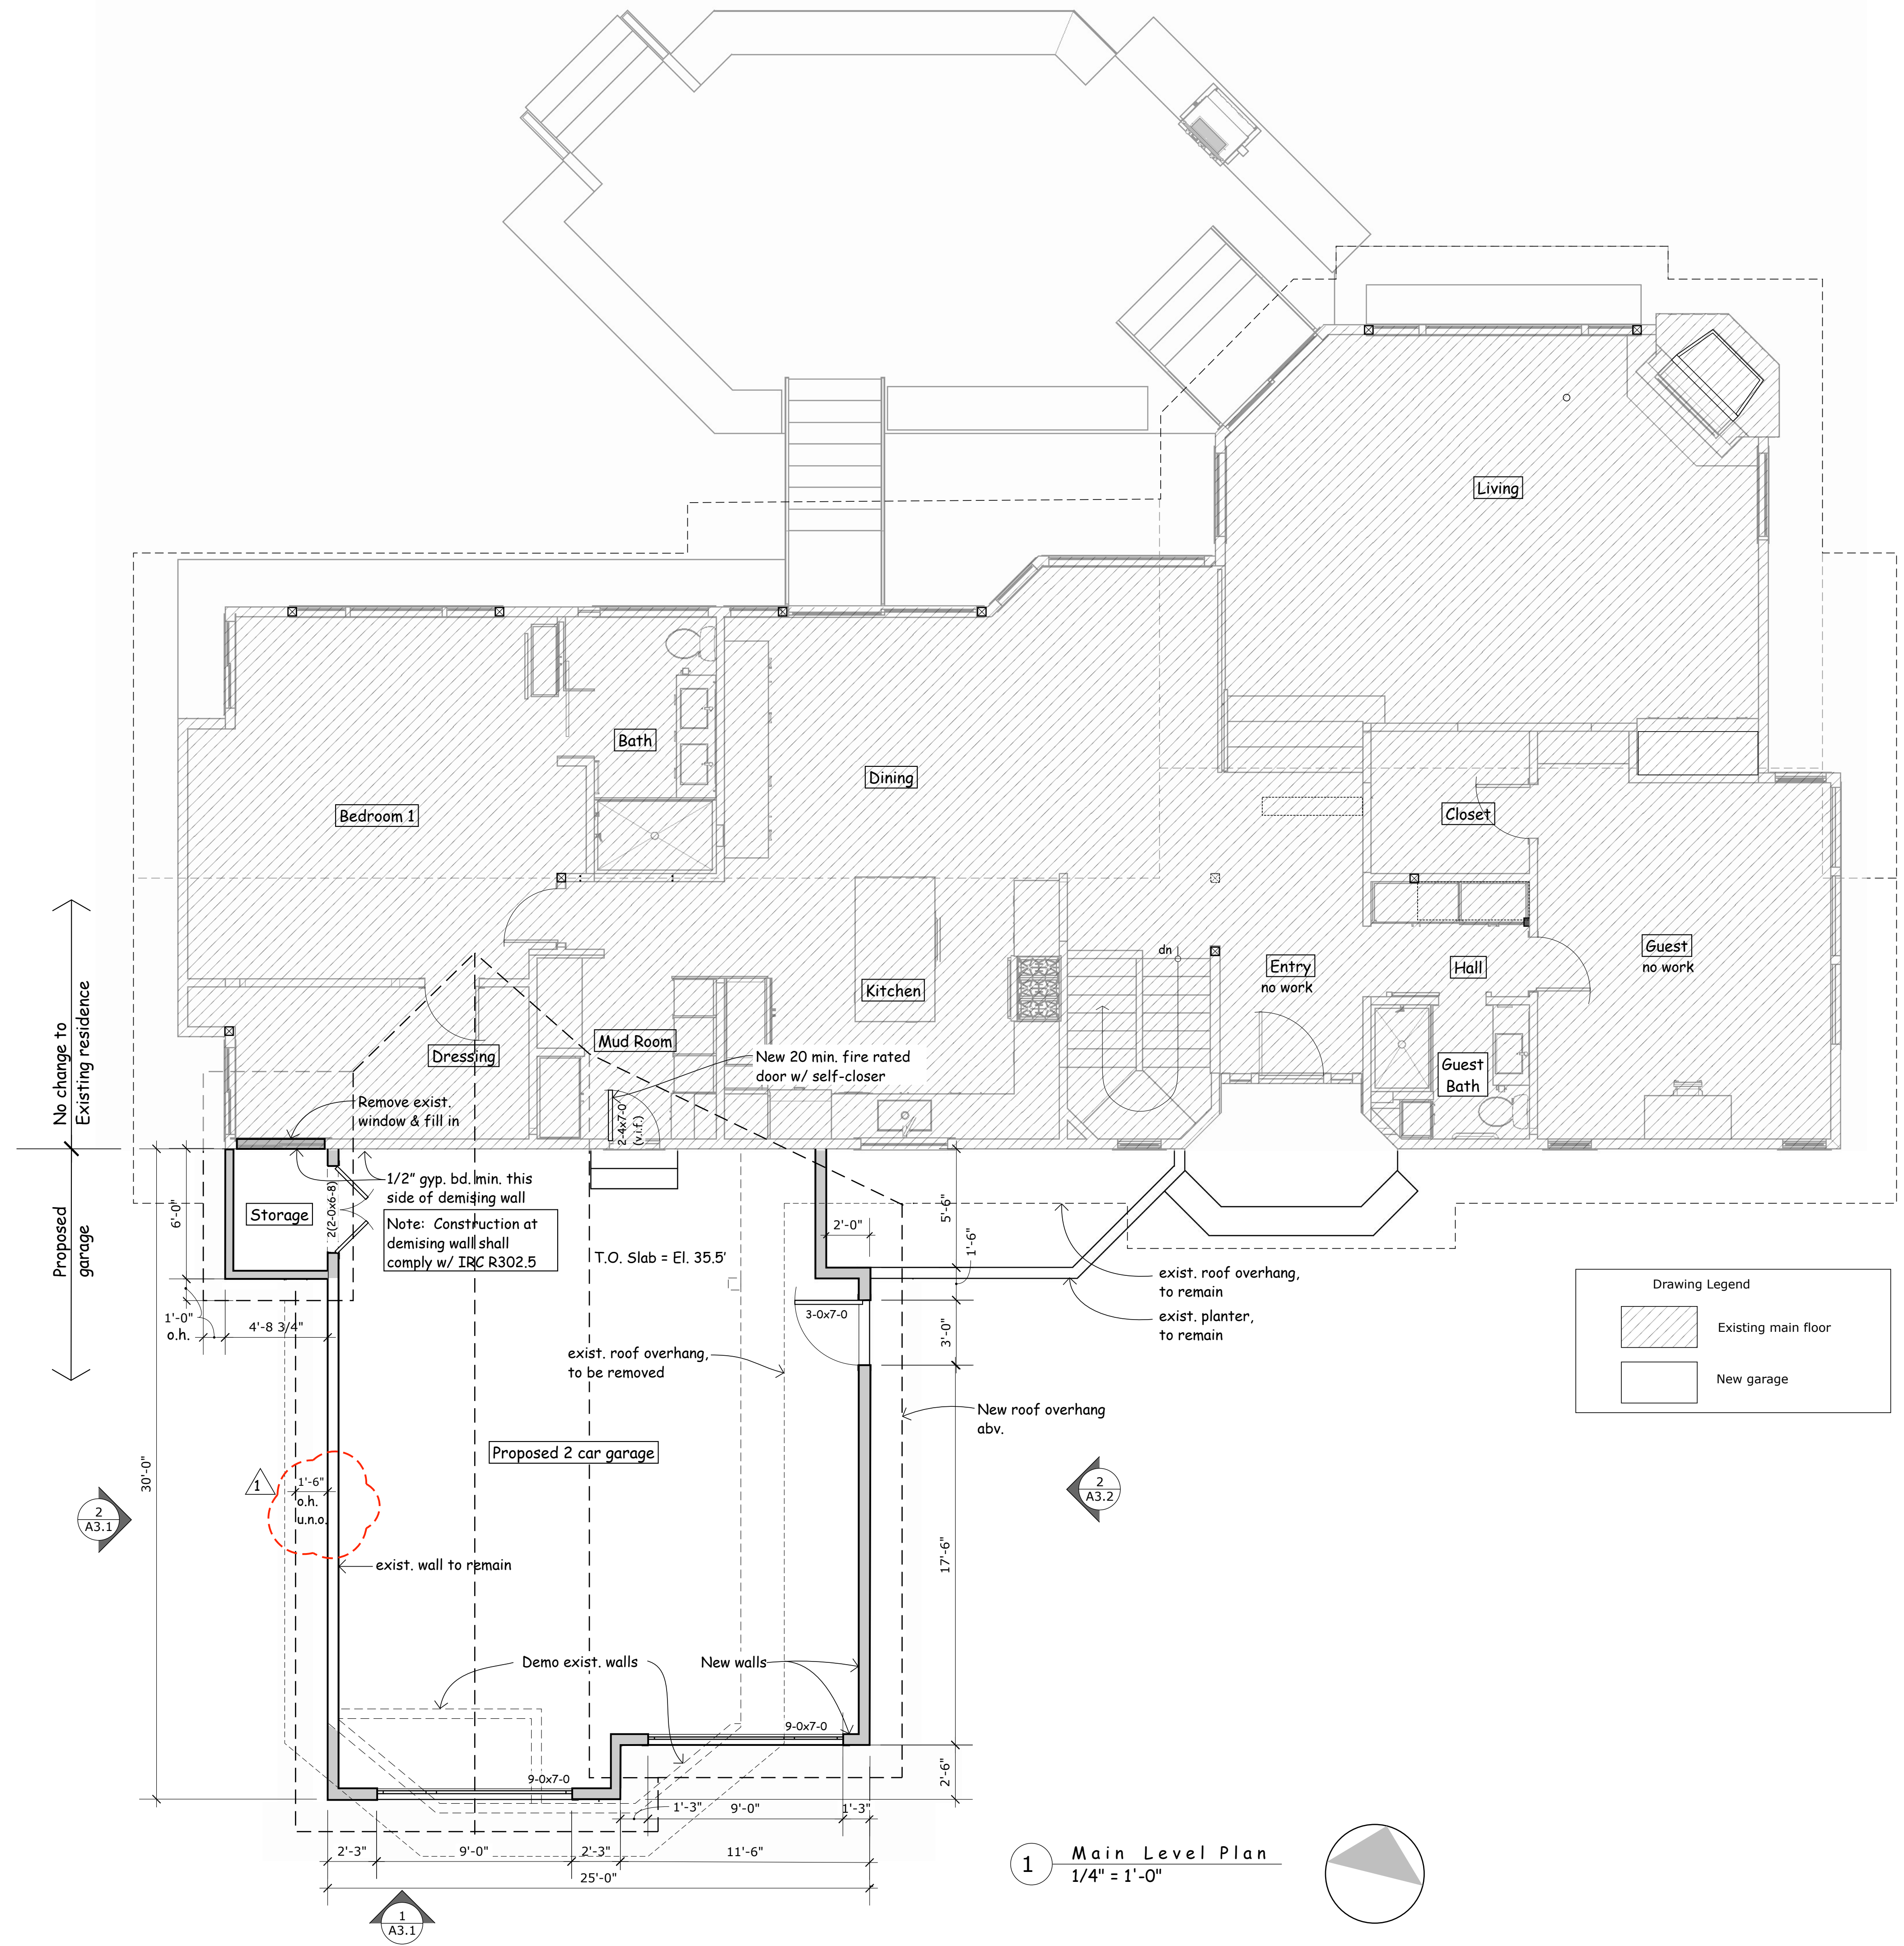 Living
Bath
Dining
Bedroom 1
Closet
Guest
no work
Hall
Entry
no work
dn
Kitchen
Mud Room
Dressing
Guest
Bath
No change to
Existing residence
Proposed
garage
New 20 min. fire rated
door w/ self-closer
2-4x7-0
(v.i.f.)
Remove exist.
window & fill in
1/2" gyp. bd. min. this
side of demising wall
Note: Construction at
demising wall shall
comply w/ IRC R302.5
Storage
2(2-0x6-8)
6'-0"
1'-0"
o.h.
4'-8 3/4"
T.O. Slab = El. 35.5'
2'-0"
5'-6"
1'-6"
3-0x7-0
3'-0"
exist. roof overhang,
to remain
exist. planter,
to remain
exist. roof overhang,
to be removed
New roof overhang
abv.
Drawing Legend
Existing main floor
New garage
Proposed 2 car garage
30'-0"
1
1'-6"
o.h.
u.n.o.
2
A3.1
2
A3.2
17'-6"
exist. wall to remain
Demo exist. walls
New walls
9-0x7-0
9-0x7-0
2'-6"
1'-3"
9'-0"
1'-3"
2'-3"
9'-0"
2'-3"
11'-6"
25'-0"
1
A3.1
1
Main Level Plan
1/4" = 1'-0"